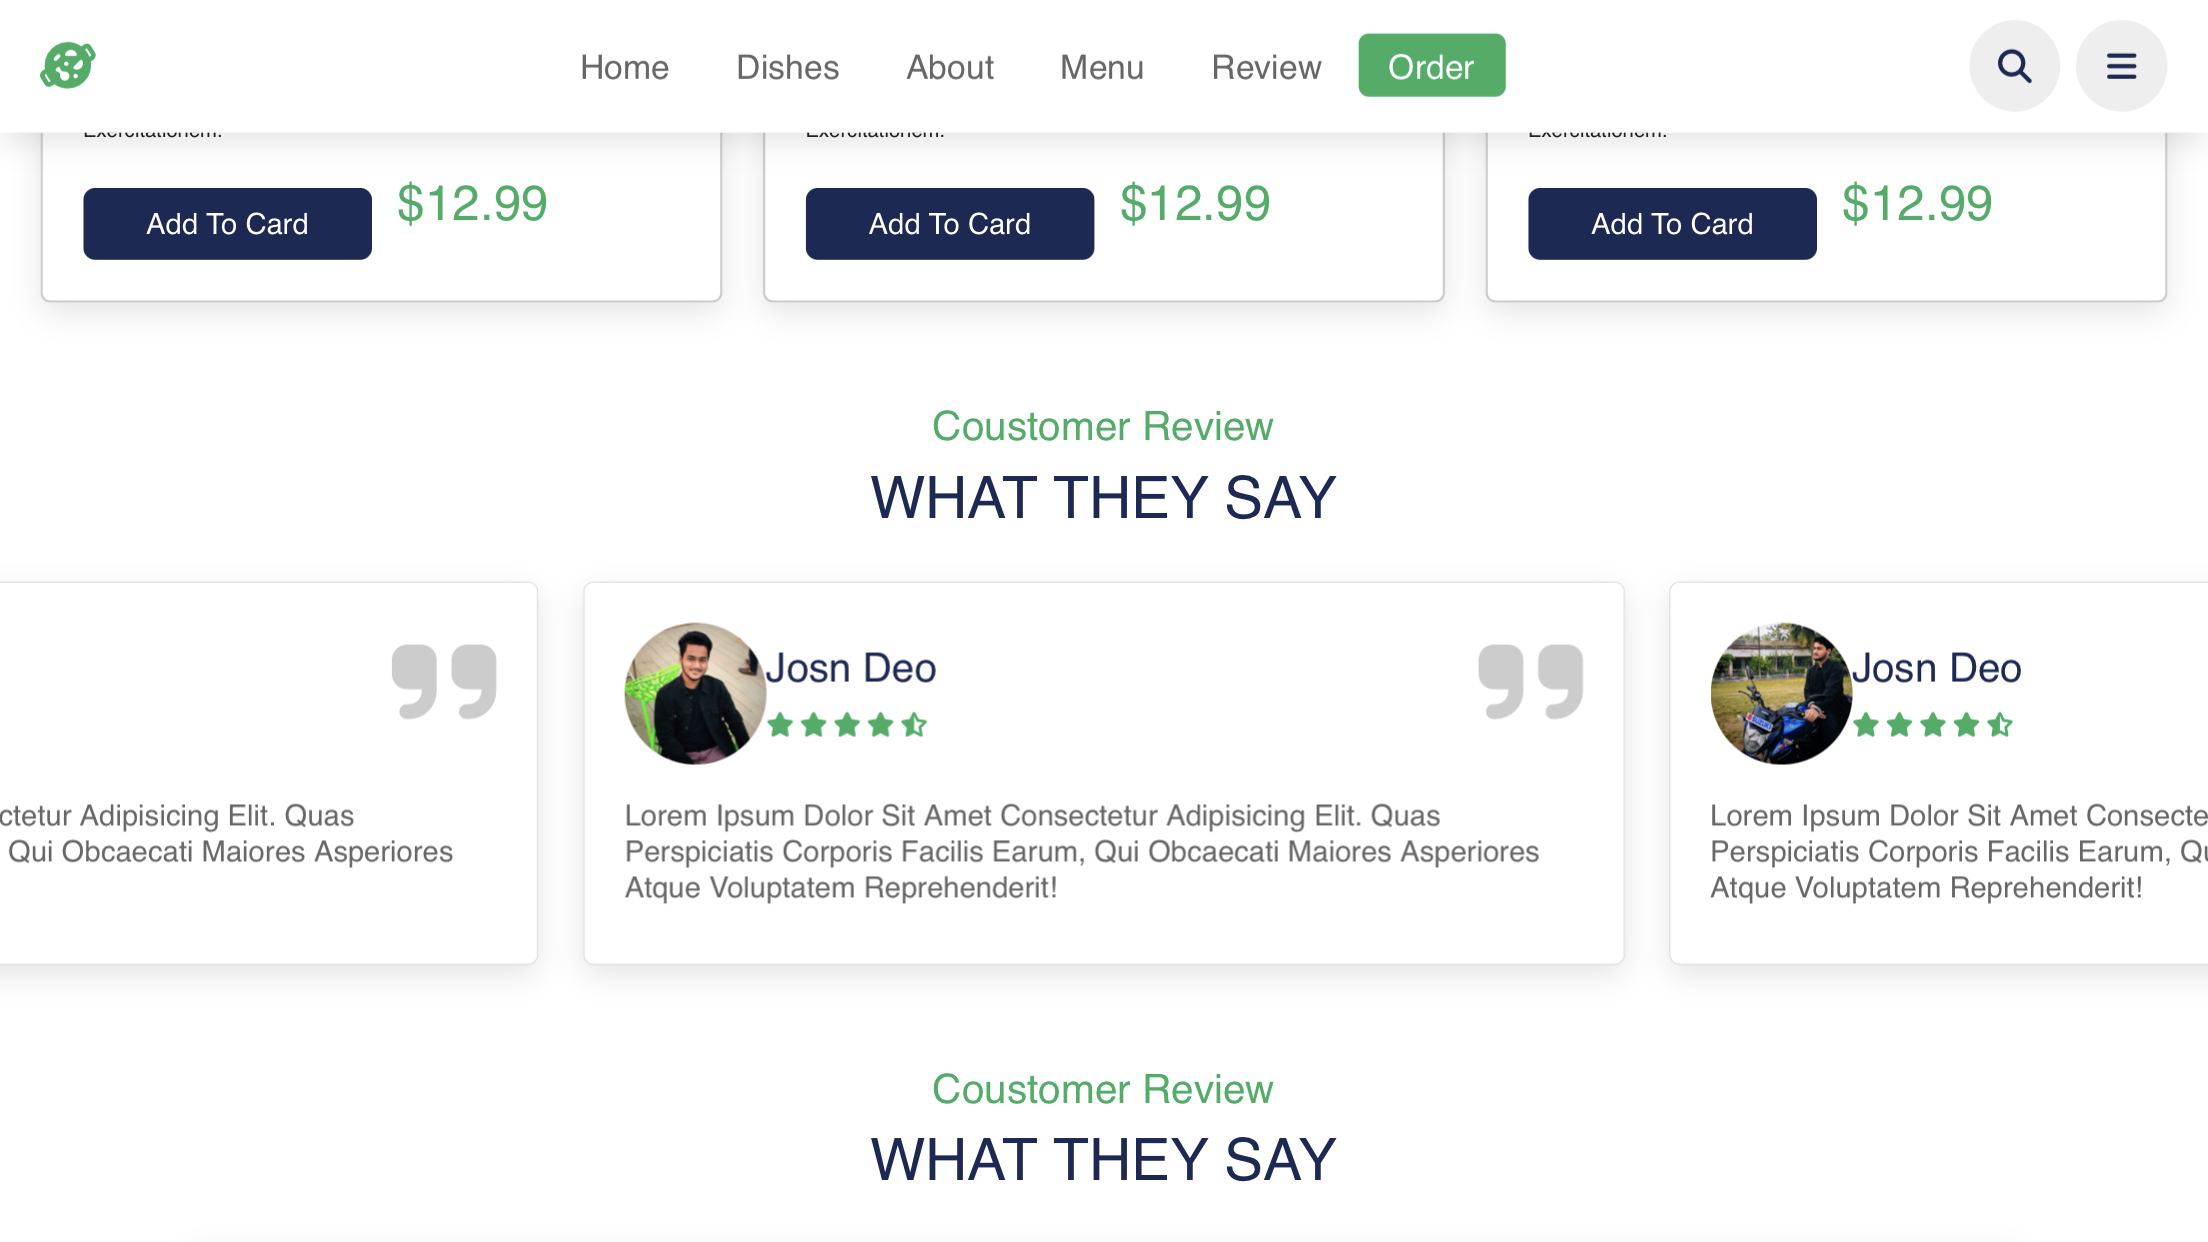 Home Dishes About Menu Review Order
Exercitationem. Exercitationem. Exercitationem.
Add To Card $12.99 Add To Card $12.99 Add To Card $12.99
Coustomer Review
WHAT THEY SAY
Josn Deo
Josn Deo
ctetur Adipisicing Elit. Quas
Qui Obcaecati Maiores Asperiores
Lorem Ipsum Dolor Sit Amet Consectetur Adipisicing Elit. Quas
Perspiciatis Corporis Facilis Earum, Qui Obcaecati Maiores Asperiores
Atque Voluptatem Reprehenderit!
Lorem Ipsum Dolor Sit Amet Consecte
Perspiciatis Corporis Facilis Earum, Qu
Atque Voluptatem Reprehenderit!
Coustomer Review
WHAT THEY SAY